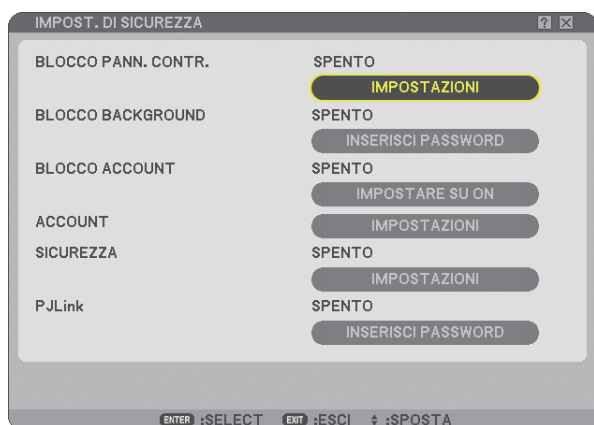 IMPOST. DI SICUREZZA
BLOCCO PANN. CONTR. SPENTO
IMPOSTAZIONI
BLOCCO BACKGROUND SPENTO
INSERISCI PASSWORD
BLOCCO ACCOUNT SPENTO
IMPOSTARE SU ON
ACCOUNT IMPOSTAZIONI
SICUREZZA SPENTO
IMPOSTAZIONI
PJLink SPENTO
INSERISCI PASSWORD
ENTER :SELECT EXIT :ESCI :SPOSTA